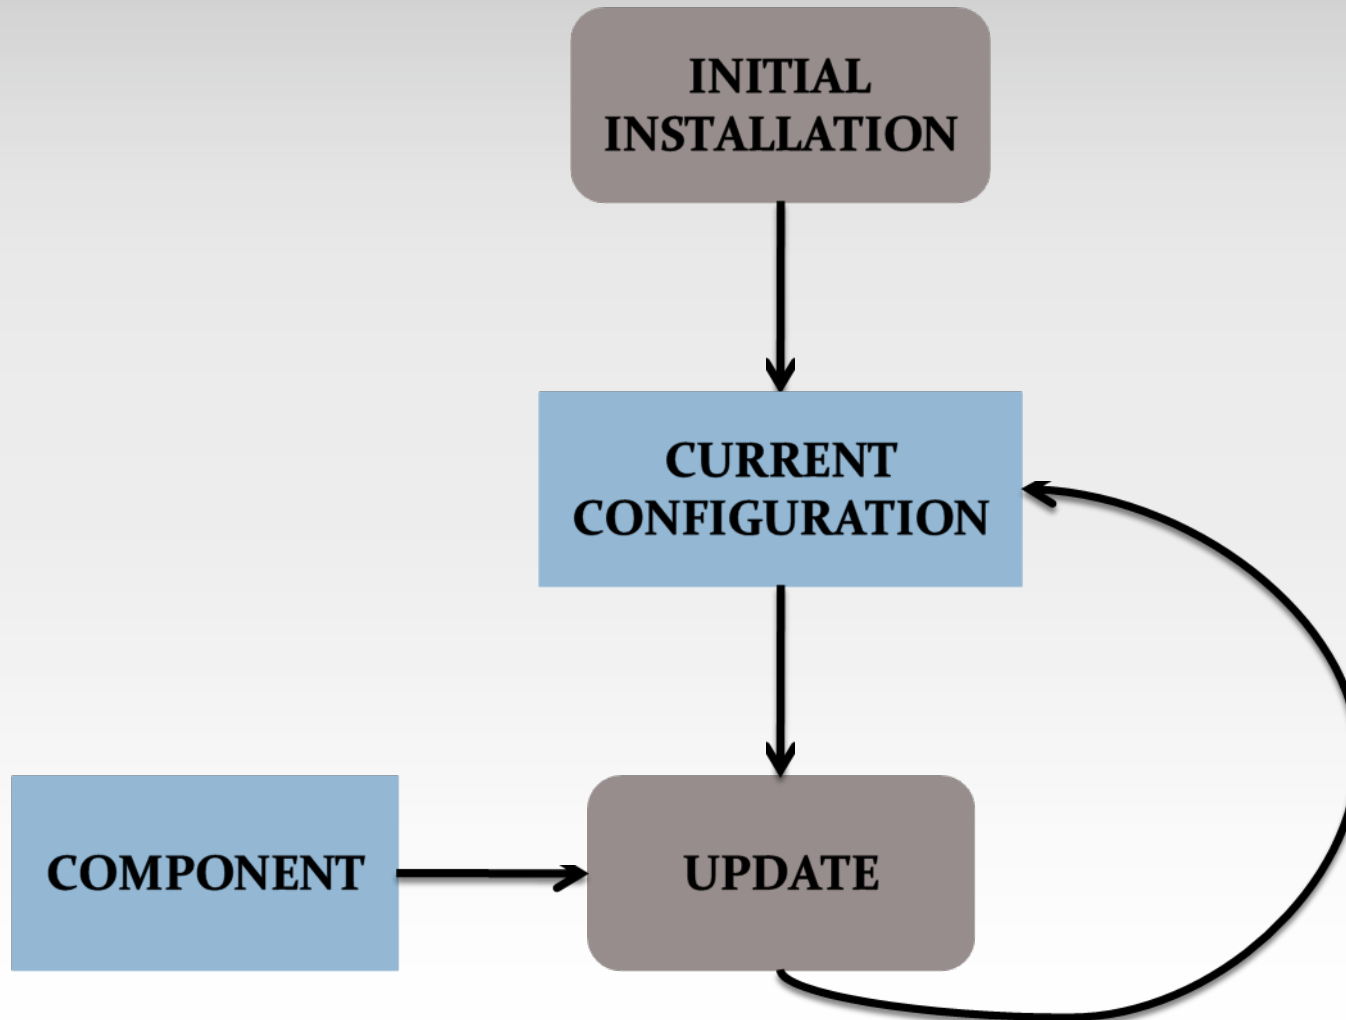 INITIAL
INSTALLATION
CURRENT
CONFIGURATION
COMPONENT
UPDATE